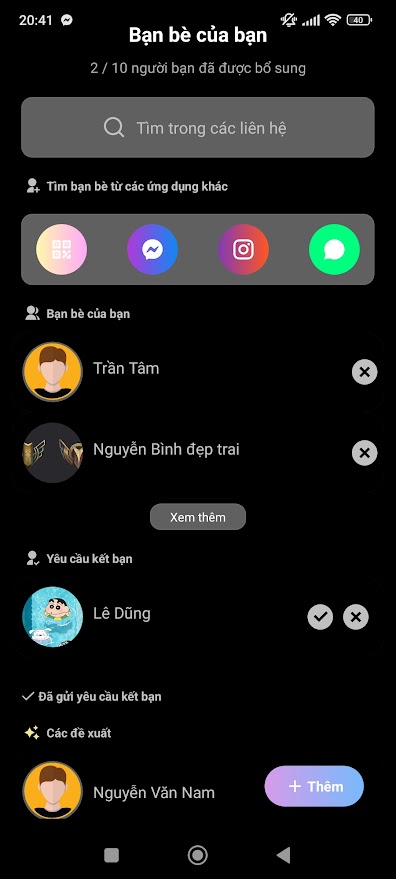 20:41
40
Bạn bè của bạn
2 / 10 người bạn đã được bổ sung
Tìm trong các liên hệ
Tìm bạn bè từ các ứng dụng khác
Bạn bè của bạn
Trần Tâm
Nguyễn Bình đẹp trai
Xem thêm
Yêu cầu kết bạn
Lê Dũng
Đã gửi yêu cầu kết bạn
Các đề xuất
Nguyễn Văn Nam
+ Thêm